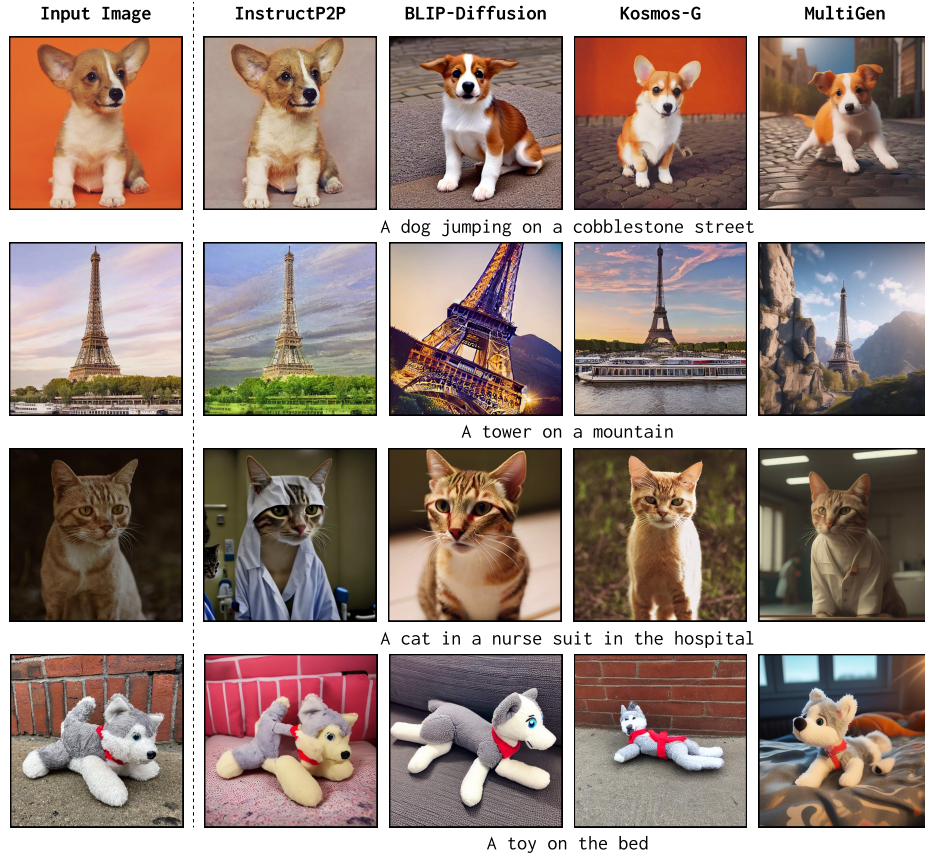 Input Image InstructP2P BLIP-Diffusion Kosmos-G MultiGen
A dog jumping on a cobblestone street
A tower on a mountain
A cat in a nurse suit in the hospital
A toy on the bed